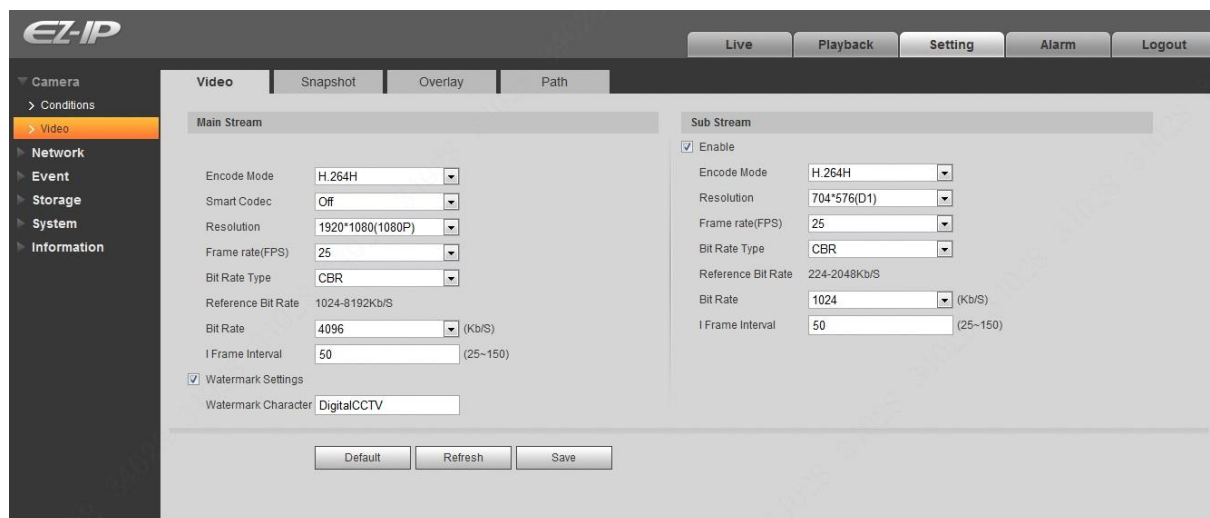 EZ-IP
Live Playback Setting Alarm Logout
Camera
Conditions
Video
Network
Event
Storage
System
Information
Video Snapshot Overlay Path
Main Stream
Encode Mode H.264H
Smart Codec Off
Resolution 1920*1080(1080P)
Frame rate(FPS) 25
Bit Rate Type CBR
Reference Bit Rate 1024-8192Kb/S
Bit Rate 4096 (Kb/S)
I Frame Interval 50 (25~150)
Watermark Settings
Watermark Character DigitalCCTV
Sub Stream
Enable
Encode Mode H.264H
Resolution 704*576(D1)
Frame rate(FPS) 25
Bit Rate Type CBR
Reference Bit Rate 224-2048Kb/S
Bit Rate 1024 (Kb/S)
I Frame Interval 50 (25~150)
Default Refresh Save